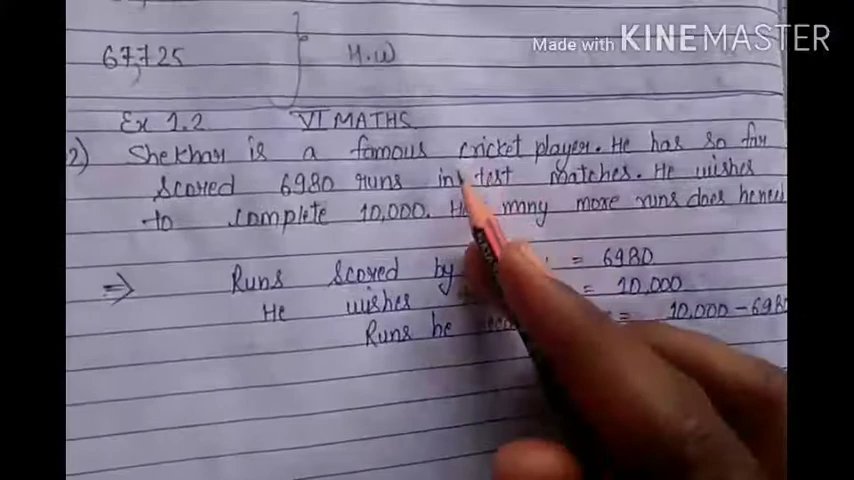 Made with KINEMASTER
67,725
H.W
Ex 1.2 VI MATHS
2) Shekhar is a famous cricket player. He has so far
scored 6980 runs in test matches. He wishes
to complete 10,000. many more runs does he need
⇒ Runs scored by = 6980
He wishes = 10,000
Runs he = 10,000 - 6980